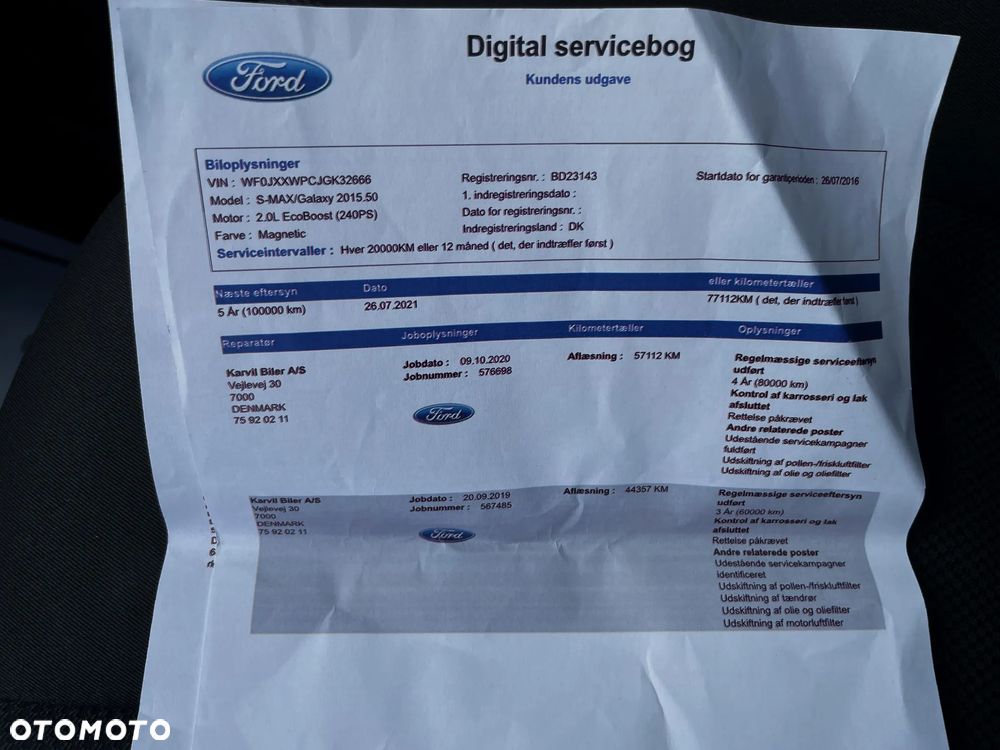 Digital servicebog
Ford
Kundens udgave
Biloplysninger
VIN : WF0JXXWPCJGK32666
Registreringsnr. : BD23143
Startdato for garantiperioden : 26/07/2016
Model : S-MAX/Galaxy 2015.50
1. indregistreringsdato :
Motor : 2.0L EcoBoost (240PS)
Dato for registreringsnr. :
Farve : Magnetic
Indregistreringsland : DK
Serviceintervaller : Hver 20000KM eller 12 måned ( det, der indtræffer først )
Næste eftersyn Dato eller kilometertæller
5 År (100000 km) 26.07.2021 77112KM ( det, der indtræffer først )
Reparatør Joboplysninger Kilometertæller Oplysninger
Karvil Biler A/S
Vejlevej 30
7000
DENMARK
75 92 02 11
Jobdato : 09.10.2020
Jobnummer : 576698
Ford
Aflæsning : 57112 KM
Regelmæssige serviceeftersyn
udført
4 År (80000 km)
Kontrol af karrosseri og lak
afsluttet
Rettelse påkrævet
Andre relaterede poster
Udestående servicekampagner
fuldført
Udskiftning af pollen-/friskluftfilter
Udskiftning af olie og oliefilter
Karvil Biler A/S
Vejlevej 30
7000
DENMARK
75 92 02 11
Jobdato : 20.09.2019
Jobnummer : 567485
Ford
Aflæsning : 44357 KM
Regelmæssige serviceeftersyn
udført
3 År (60000 km)
Kontrol af karrosseri og lak
afsluttet
Rettelse påkrævet
Andre relaterede poster
Udestående servicekampagner
identificeret
Udskiftning af pollen-/friskluftfilter
Udskiftning af tændrør
Udskiftning af olie og oliefilter
Udskiftning af motorluftfilter
OTOMOTO